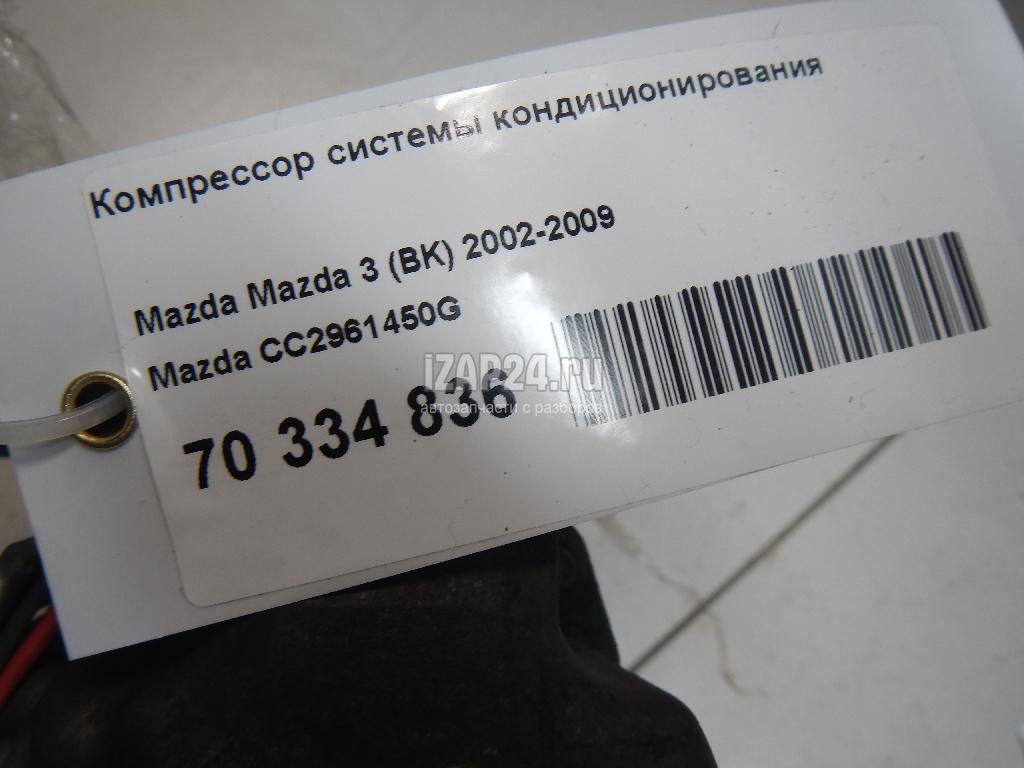 Компрессор системы кондиционирования
Mazda Mazda 3 (BK) 2002-2009
Mazda CC2961450G
iZAP24.ru
автозапчасти с разборов
70 334 836